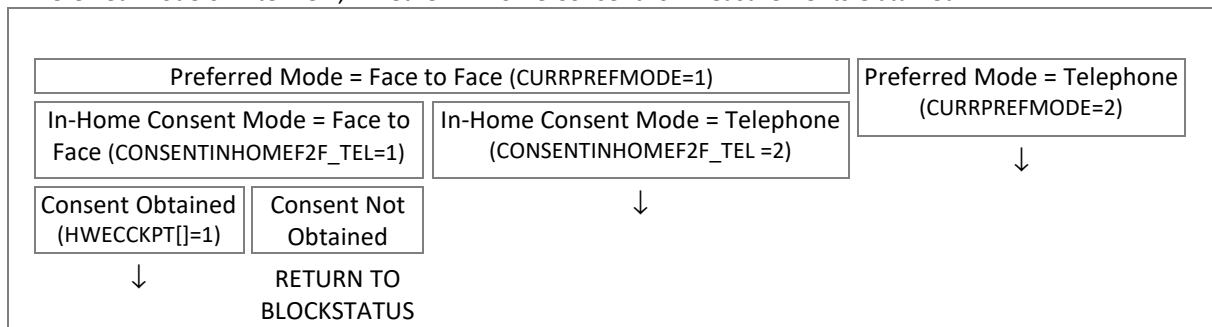 Preferred Mode = Face to Face (CURRPREFMODE=1)
Preferred Mode = Telephone
(CURRPREFMODE=2)
In-Home Consent Mode = Face to
Face (CONSENTINHOMEF2F_TEL=1)
In-Home Consent Mode = Telephone
(CONSENTINHOMEF2F_TEL =2)
↓
Consent Obtained
(HWECCKPT[]=1)
Consent Not
Obtained
↓
↓
RETURN TO
BLOCKSTATUS